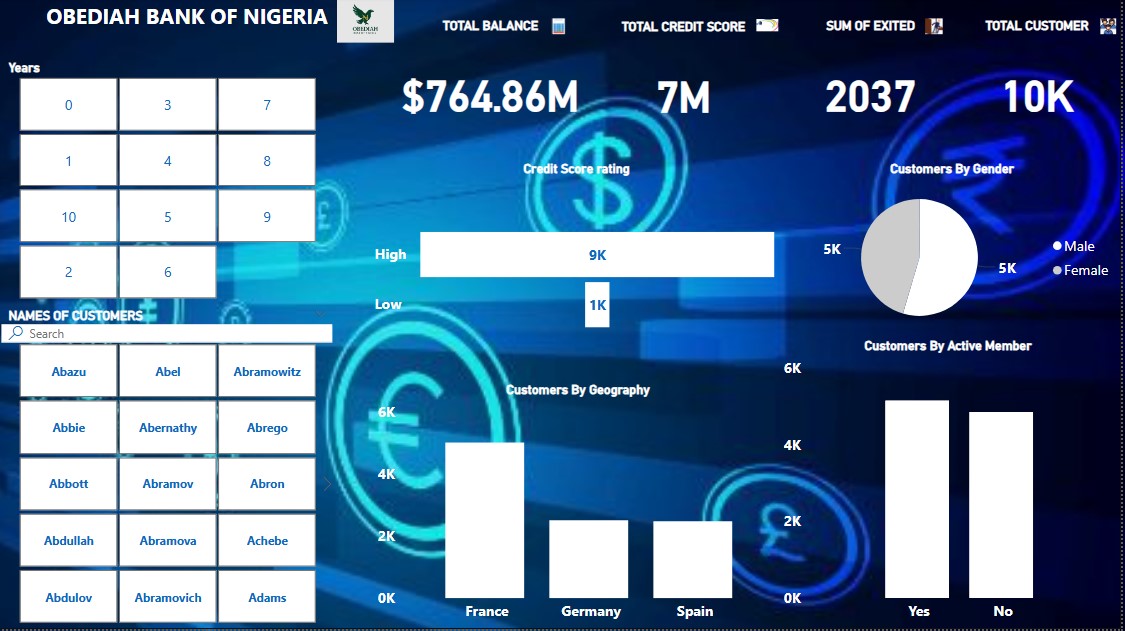 OBEDIAH BANK OF NIGERIA
OBEDIAH
TOTAL BALANCE
TOTAL CREDIT SCORE
SUM OF EXITED
TOTAL CUSTOMER
$764.86M
7M
2037
10K
Years
0 3 7
1 4 8
10 5 9
2 6
NAMES OF CUSTOMERS
Search
Abazu Abel Abramowitz
Abbie Abernathy Abrego
Abbott Abramov Abron
Abdullah Abramova Achebe
Abdulov Abramovich Adams
Credit Score rating
High 9K
Low 1K
Customers By Gender
5K
5K
Male
Female
Customers By Geography
6K
4K
2K
0K
France Germany Spain
Customers By Active Member
6K
4K
2K
0K
Yes No